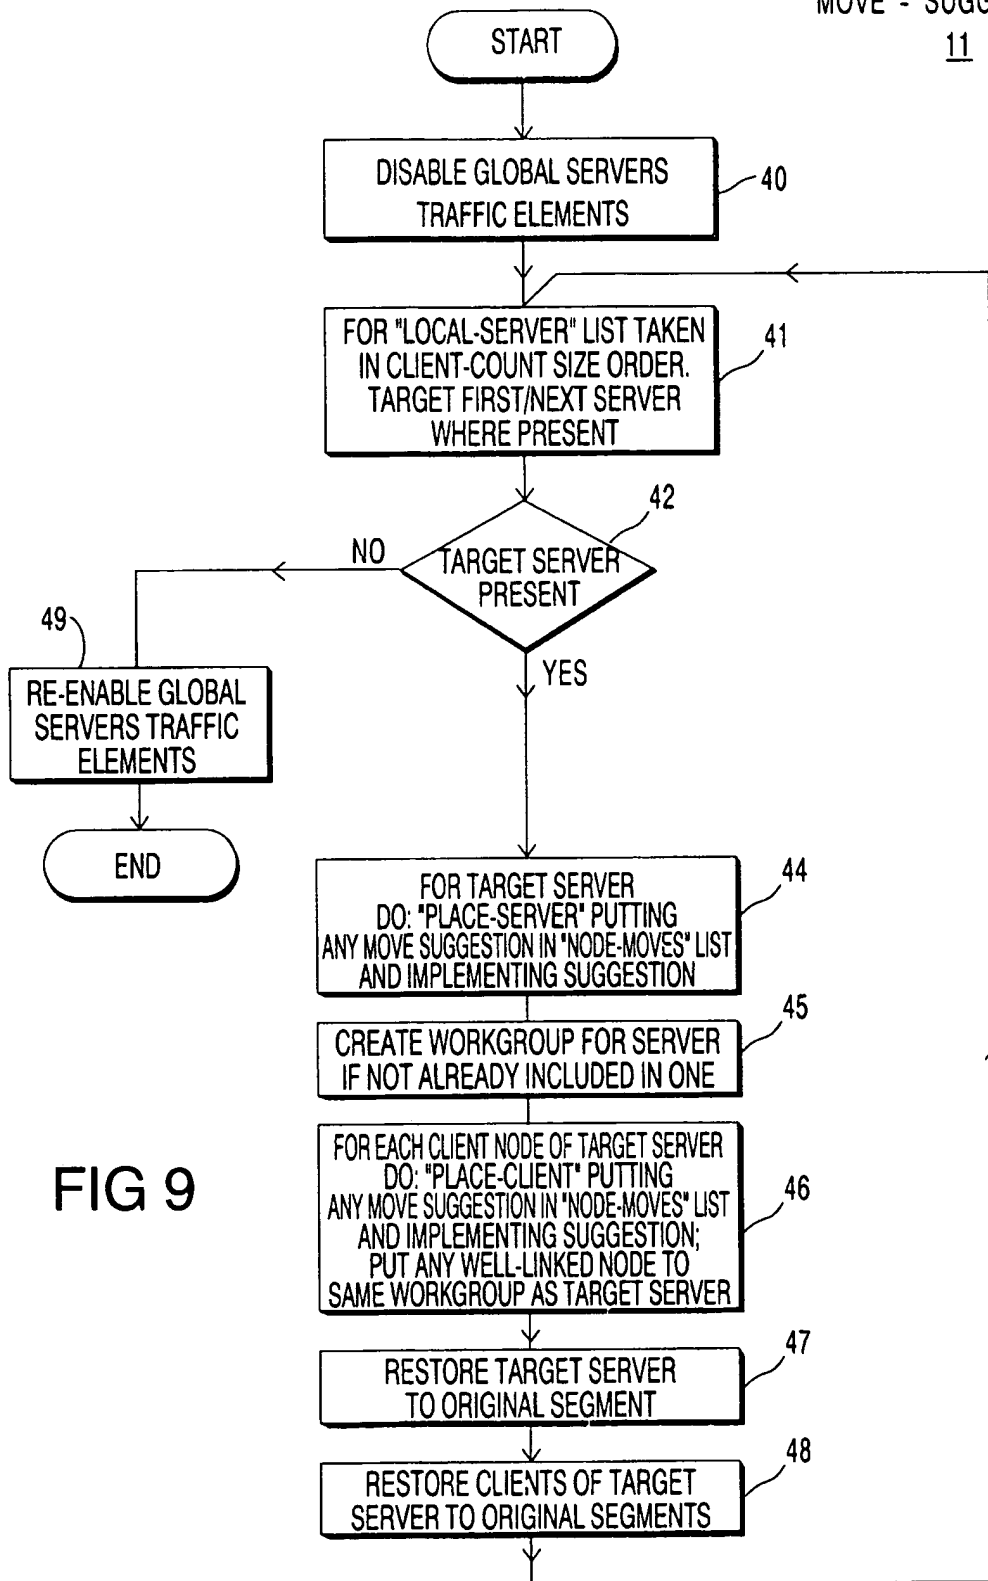 MOVE - SUGG
11
START
DISABLE GLOBAL SERVERS
TRAFFIC ELEMENTS
40
FOR "LOCAL-SERVER" LIST TAKEN
IN CLIENT-COUNT SIZE ORDER.
TARGET FIRST/NEXT SERVER
WHERE PRESENT
41
42
TARGET SERVER
PRESENT
NO
YES
49
RE-ENABLE GLOBAL
SERVERS TRAFFIC
ELEMENTS
END
FOR TARGET SERVER
DO: "PLACE-SERVER" PUTTING
ANY MOVE SUGGESTION IN "NODE-MOVES" LIST
AND IMPLEMENTING SUGGESTION
44
CREATE WORKGROUP FOR SERVER
IF NOT ALREADY INCLUDED IN ONE
45
FOR EACH CLIENT NODE OF TARGET SERVER
DO: "PLACE-CLIENT" PUTTING
ANY MOVE SUGGESTION IN "NODE-MOVES" LIST
AND IMPLEMENTING SUGGESTION;
PUT ANY WELL-LINKED NODE TO
SAME WORKGROUP AS TARGET SERVER
46
FIG 9
RESTORE TARGET SERVER
TO ORIGINAL SEGMENT
47
RESTORE CLIENTS OF TARGET
SERVER TO ORIGINAL SEGMENTS
48